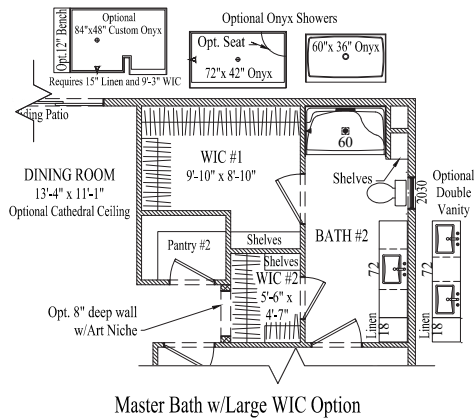 Optional Onyx Showers
Opt.12" Bench
Optional
84"x48" Custom Onyx
Opt. Seat
72"x 42" Onyx
60"x 36" Onyx
Requires 15" Linen and 9'-3" WIC
Patio
60
WIC #1
9'-10" x 8'-10"
Shelves
2030
DINING ROOM
13'-4" x 11'-1"
Optional Cathedral Ceiling
Optional
Double
Vanity
Pantry #2
Shelves
BATH #2
Shelves
WIC #2
5'-6" x
4'-7"
72
72
Opt. 8" deep wall
w/Art Niche
Linen
18
Linen
18
Master Bath w/Large WIC Option